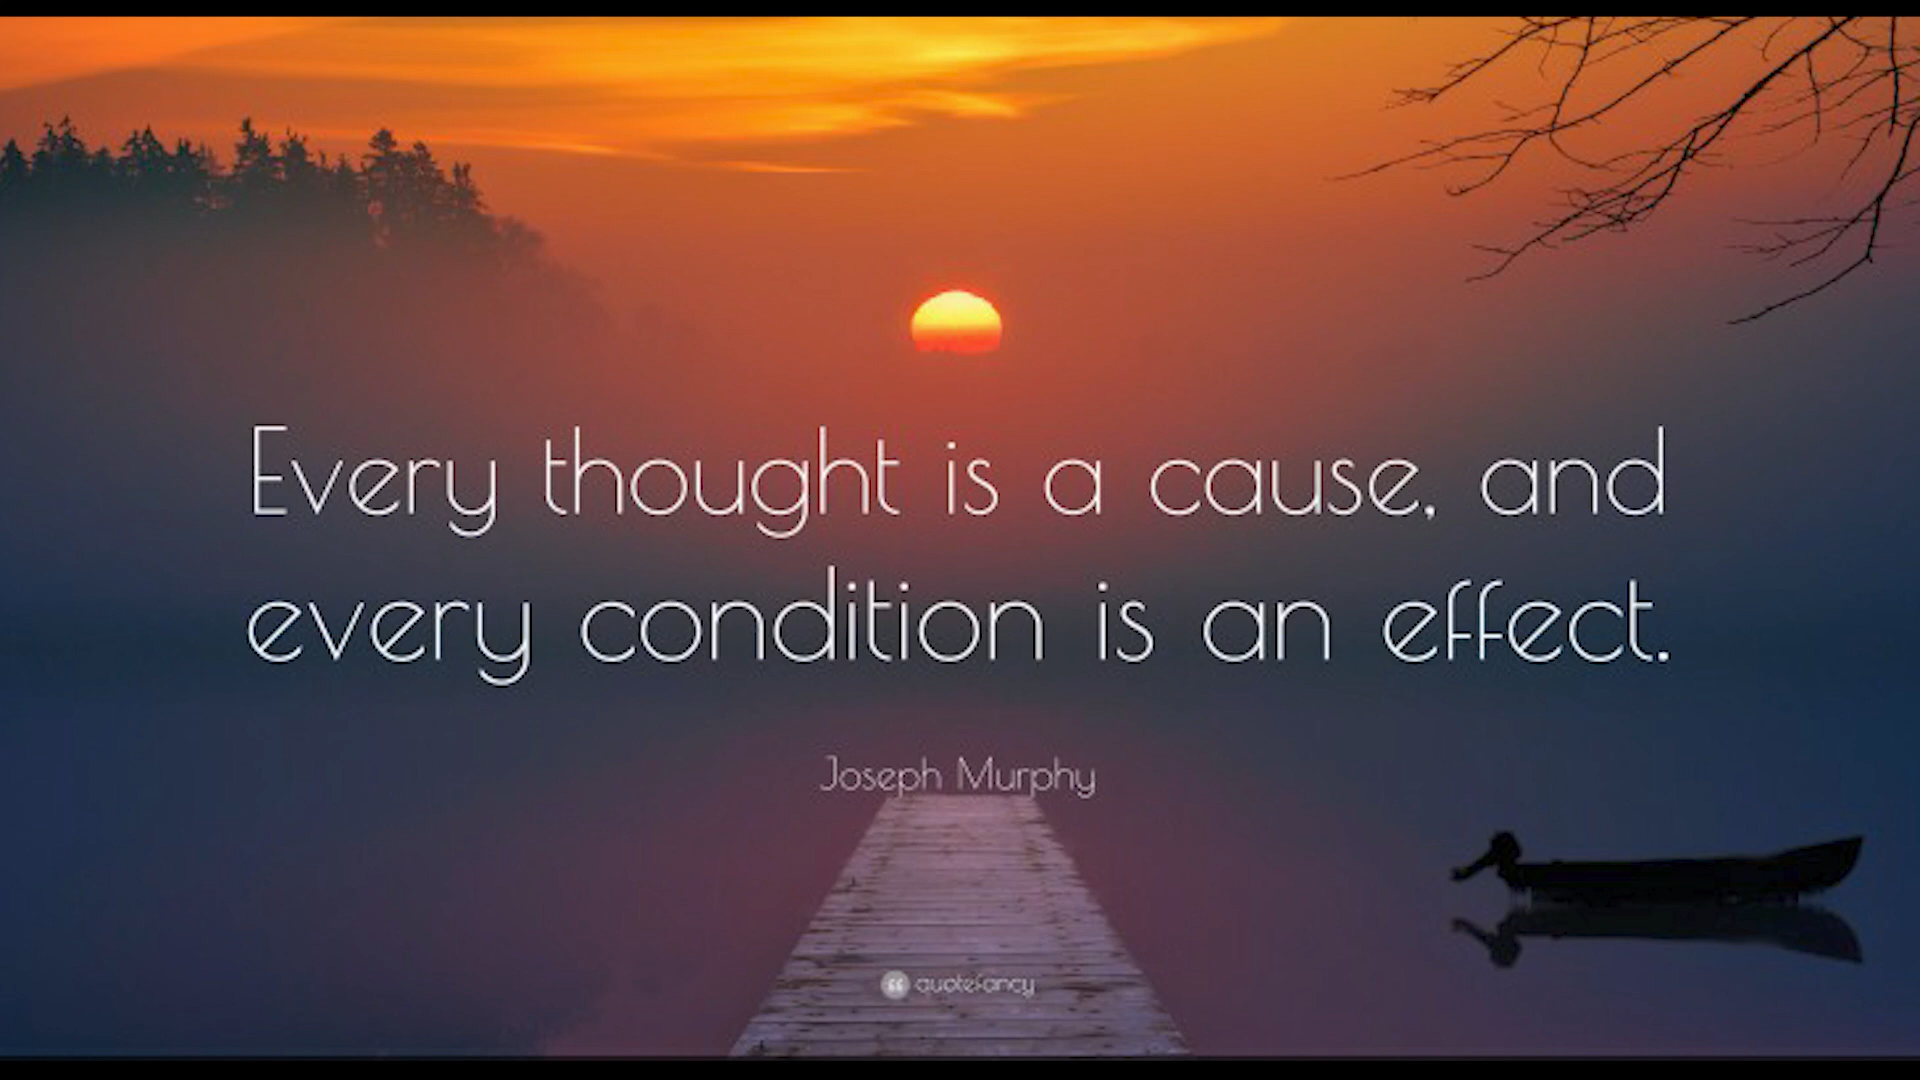 Every thought is a cause, and
every condition is an effect.
Joseph Murphy
quotefancy